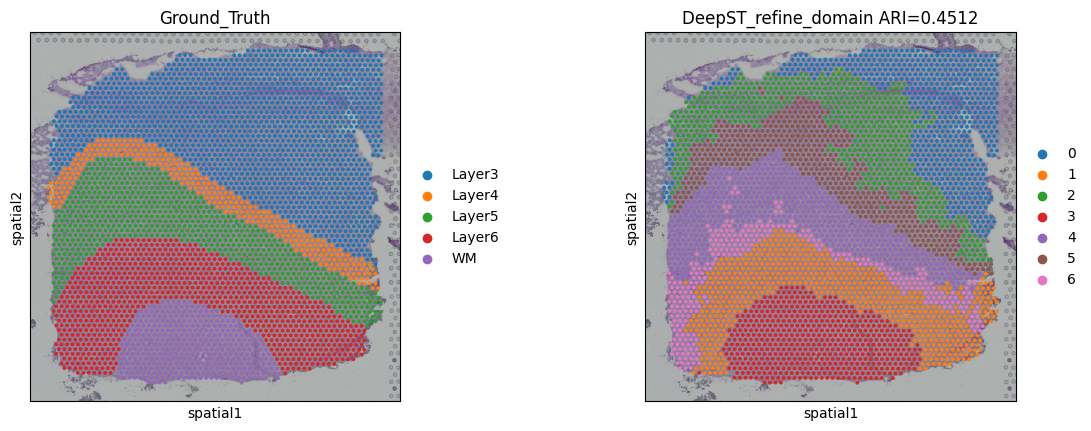 Ground_Truth
spatial2
spatial1
Layer3
Layer4
Layer5
Layer6
WM
DeepST_refine_domain ARI=0.4512
spatial2
spatial1
0
1
2
3
4
5
6